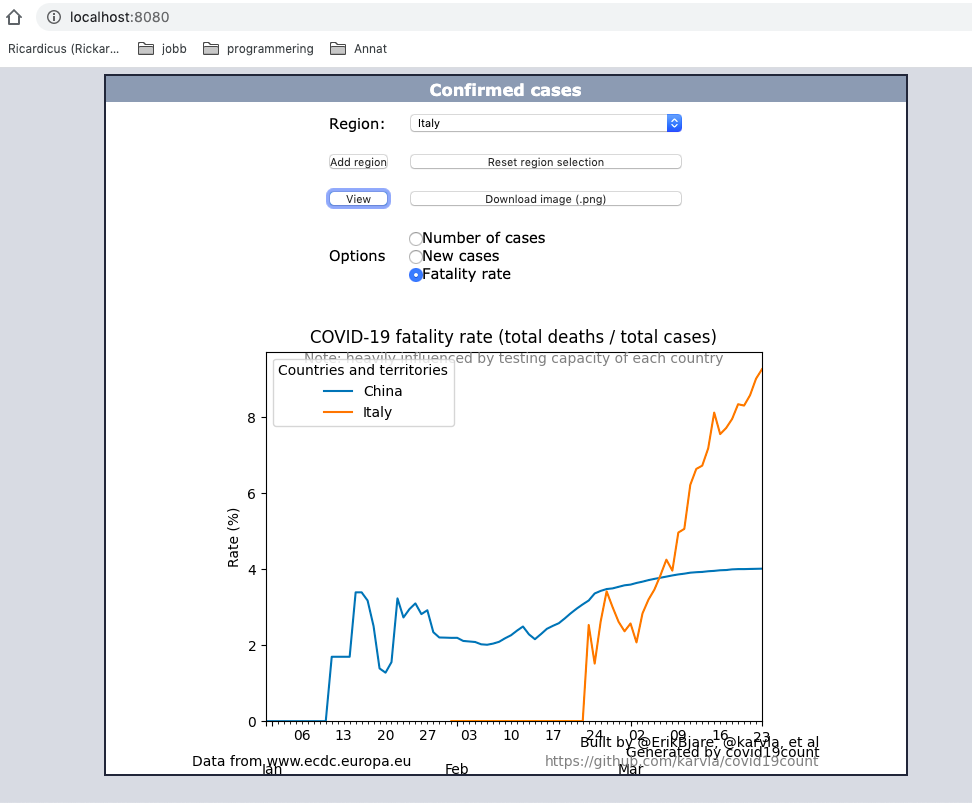 localhost:8080
Ricardicus (Rickar... jobb programmering Annat
Confirmed cases
Region: Italy
Add region Reset region selection
View Download image (.png)
Number of cases
Options New cases
Fatality rate
COVID-19 fatality rate (total deaths / total cases)
Note: heavily influenced by testing capacity of each country
Countries and territories
China
Italy
8
6
4
2
0
Rate (%)
06 13 20 27 03 10 17 24 02 09 16 23
Jan Feb Mar
Built by @ErikBjare, @karvla, et al
Generated by covid19count
Data from www.ecdc.europa.eu https://github.com/karvla/covid19count